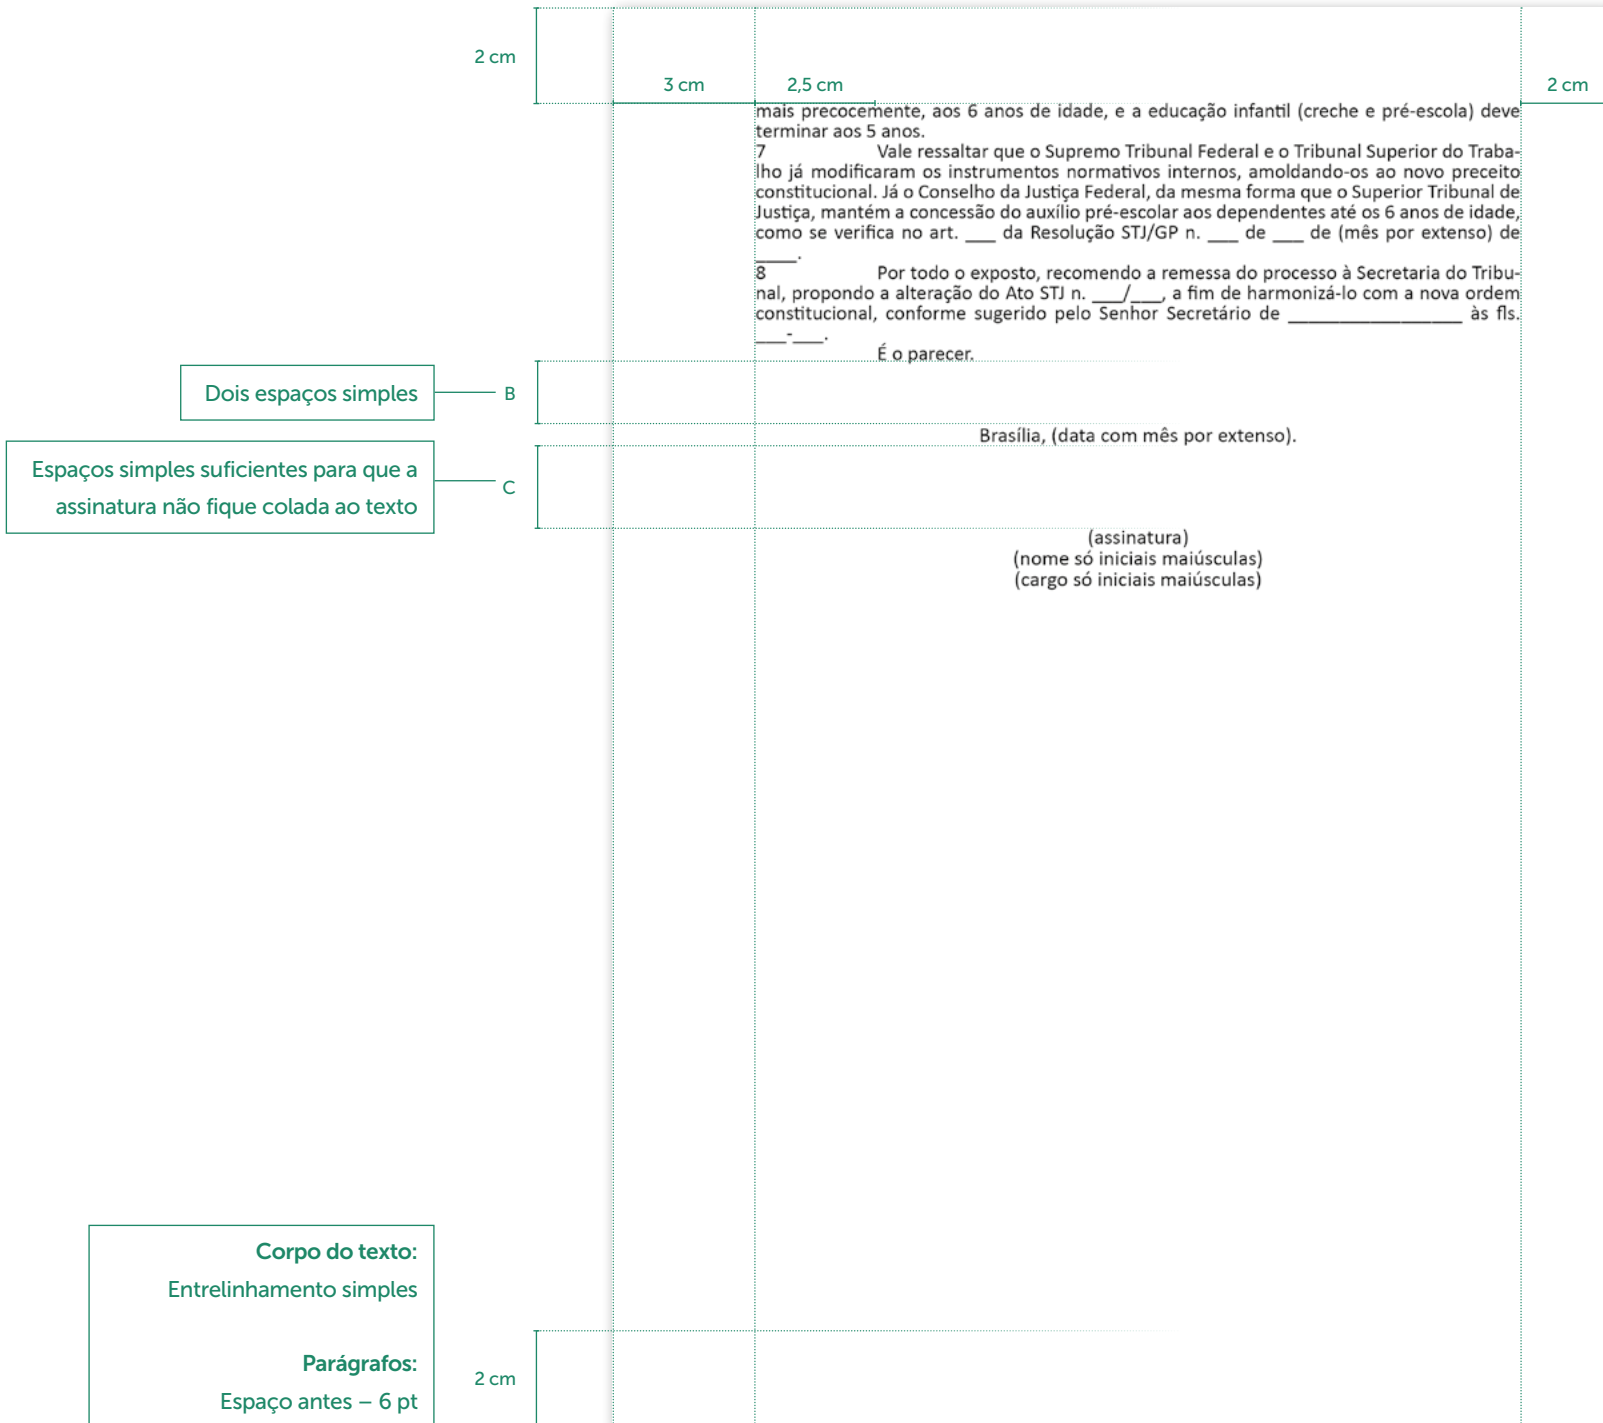 2 cm
3 cm
2,5 cm
2 cm
mais precocemente, aos 6 anos de idade, e a educação infantil (creche e pré-escola) deve
terminar aos 5 anos.
7 Vale ressaltar que o Supremo Tribunal Federal e o Tribunal Superior do Traba-
lho já modificaram os instrumentos normativos internos, amoldando-os ao novo preceito
constitucional. Já o Conselho da Justiça Federal, da mesma forma que o Superior Tribunal de
Justiça, mantém a concessão do auxílio pré-escolar aos dependentes até os 6 anos de idade,
como se verifica no art. ___ da Resolução STJ/GP n. ___ de ___ de (mês por extenso) de
____.
8 Por todo o exposto, recomendo a remessa do processo à Secretaria do Tribu-
nal, propondo a alteração do Ato STJ n. ___/___, a fim de harmonizá-lo com a nova ordem
constitucional, conforme sugerido pelo Senhor Secretário de _________________ às fls.
___-___.
É o parecer.
Dois espaços simples
B
Brasília, (data com mês por extenso).
Espaços simples suficientes para que a
assinatura não fique colada ao texto
C
(assinatura)
(nome só iniciais maiúsculas)
(cargo só iniciais maiúsculas)
Corpo do texto:
Entrelinhamento simples
Parágrafos:
Espaço antes – 6 pt
2 cm